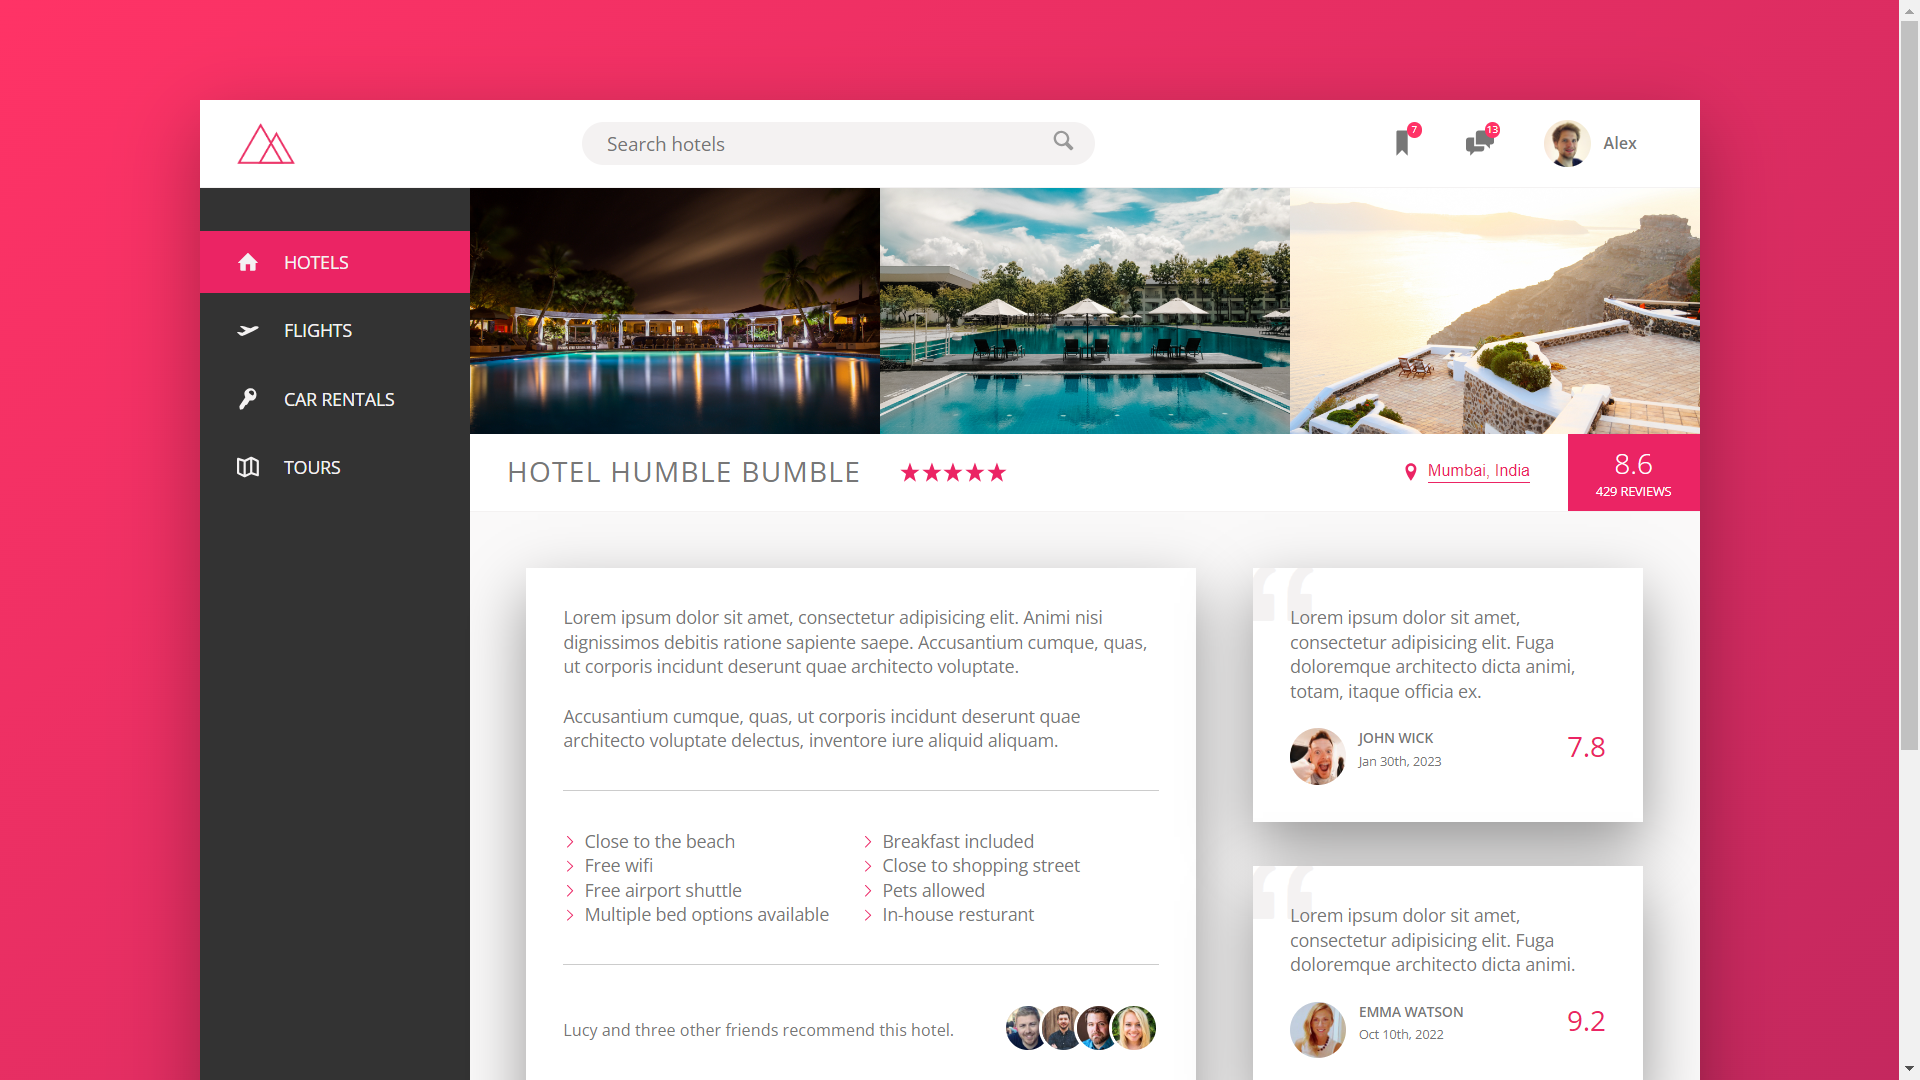 Search hotels
7
13
Alex
HOTELS
FLIGHTS
CAR RENTALS
TOURS
HOTEL HUMBLE BUMBLE
Mumbai, India
8.6
429 REVIEWS
Lorem ipsum dolor sit amet, consectetur adipisicing elit. Animi nisi
dignissimos debitis ratione sapiente saepe. Accusantium cumque, quas,
ut corporis incidunt deserunt quae architecto voluptate.
Accusantium cumque, quas, ut corporis incidunt deserunt quae
architecto voluptate delectus, inventore iure aliquid aliquam.
Close to the beach
Free wifi
Free airport shuttle
Multiple bed options available
Breakfast included
Close to shopping street
Pets allowed
In-house resturant
Lucy and three other friends recommend this hotel.
Lorem ipsum dolor sit amet,
consectetur adipisicing elit. Fuga
doloremque architecto dicta animi,
totam, itaque officia ex.
JOHN WICK
Jan 30th, 2023
7.8
Lorem ipsum dolor sit amet,
consectetur adipisicing elit. Fuga
doloremque architecto dicta animi.
EMMA WATSON
Oct 10th, 2022
9.2